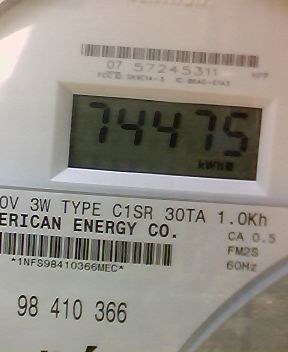 07 57245311
74475
kWh
0V 3W TYPE C1SR 30TA 1.0Kh
ERICAN ENERGY CO.
CA 0.5
FM2S
60Hz
*1NFS98410366MEC*
98 410 366